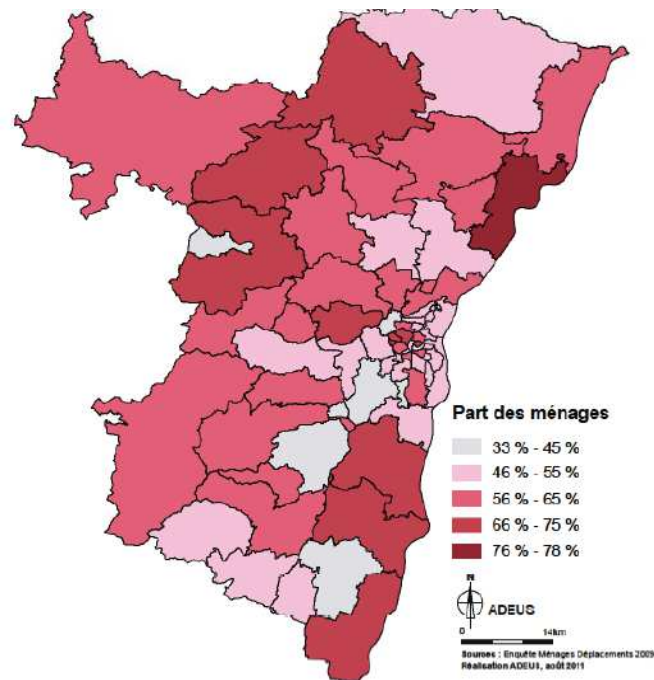 Part des ménages
33 % - 45 %
46 % - 55 %
56 % - 65 %
66 % - 75 %
76 % - 78 %
N
ADEUS
0 14km
Sources : Enquête Ménages Déplacements 2009
Réalisation ADEUS, août 2011